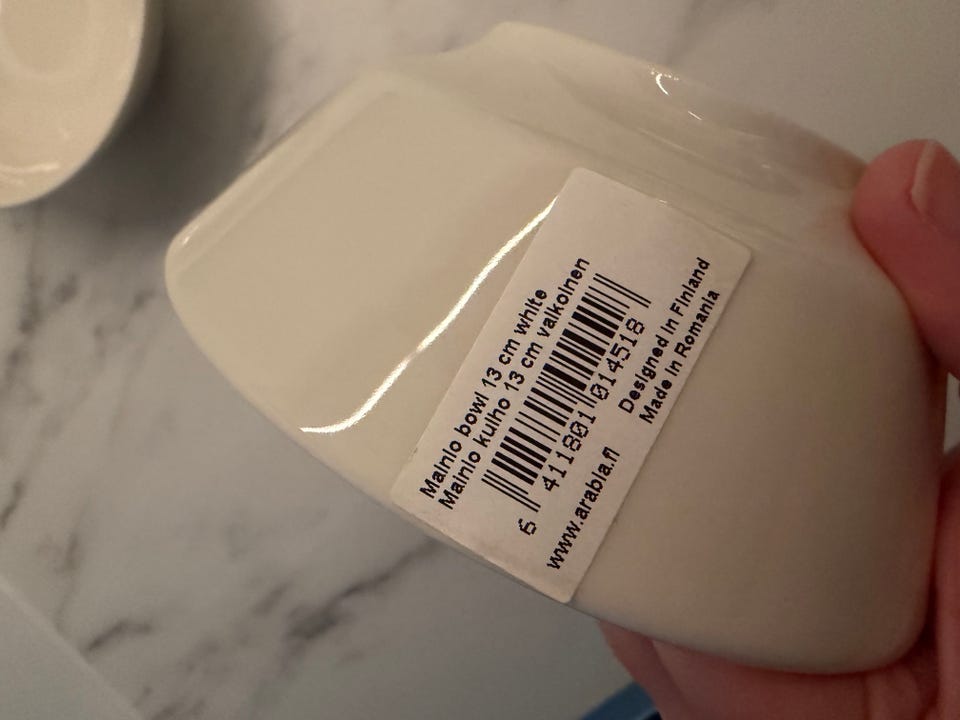 Mainio bowl 13 cm white
Mainio kulho 13 cm valkoinen
6 411801 014518
www.arabia.fi
Designed in Finland
Made in Romania